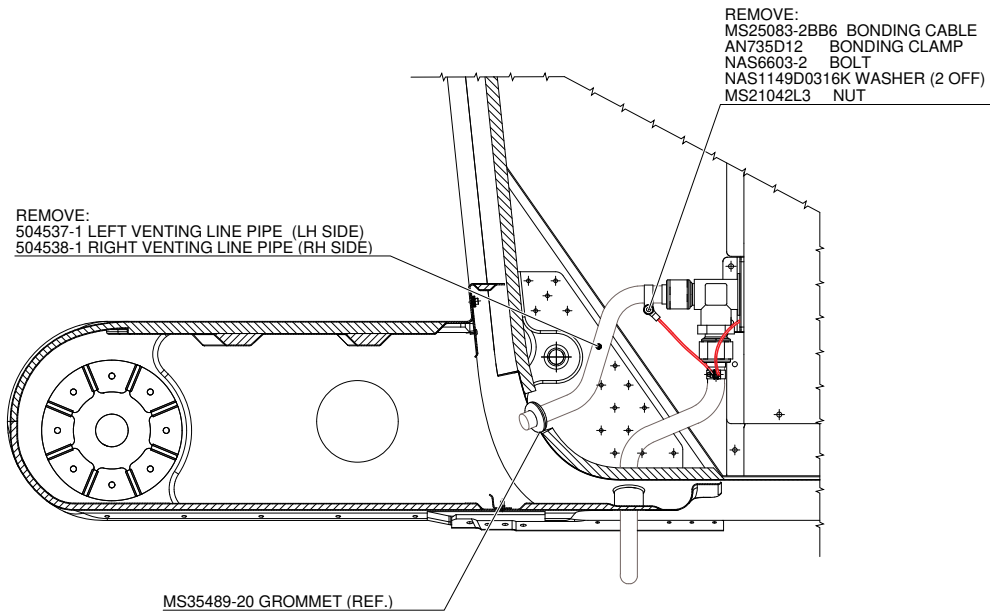 REMOVE:
MS25083-2BB6 BONDING CABLE
AN735D12 BONDING CLAMP
NAS6603-2 BOLT
NAS1149D0316K WASHER (2 OFF)
MS21042L3 NUT
REMOVE:
504537-1 LEFT VENTING LINE PIPE (LH SIDE)
504538-1 RIGHT VENTING LINE PIPE (RH SIDE)
MS35489-20 GROMMET (REF.)